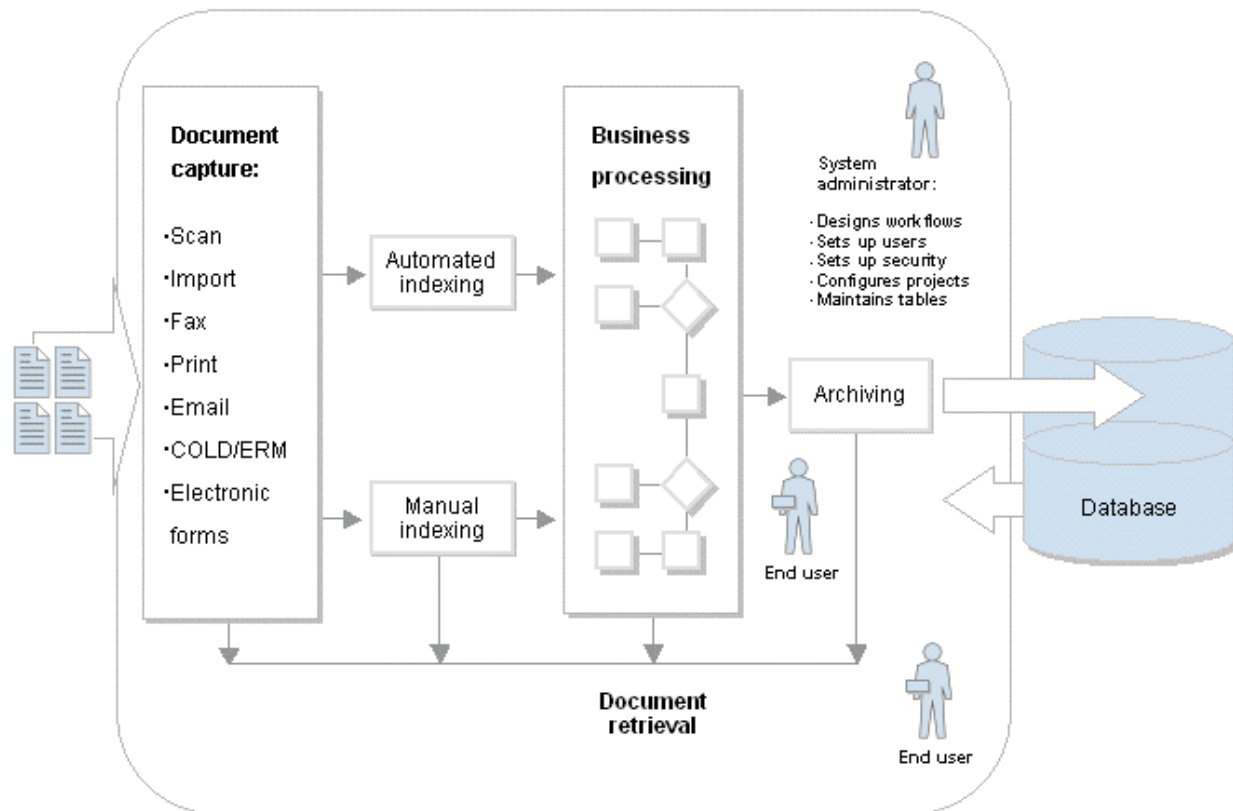 Document
capture:
·Scan
·Import
·Fax
·Print
·Email
·COLD/ERM
·Electronic
forms
Automated
indexing
Manual
indexing
Business
processing
System
administrator:
·Designs workflows
·Sets up users
·Sets up security
·Configures projects
·Maintains tables
Archiving
End user
Database
Document
retrieval
End user